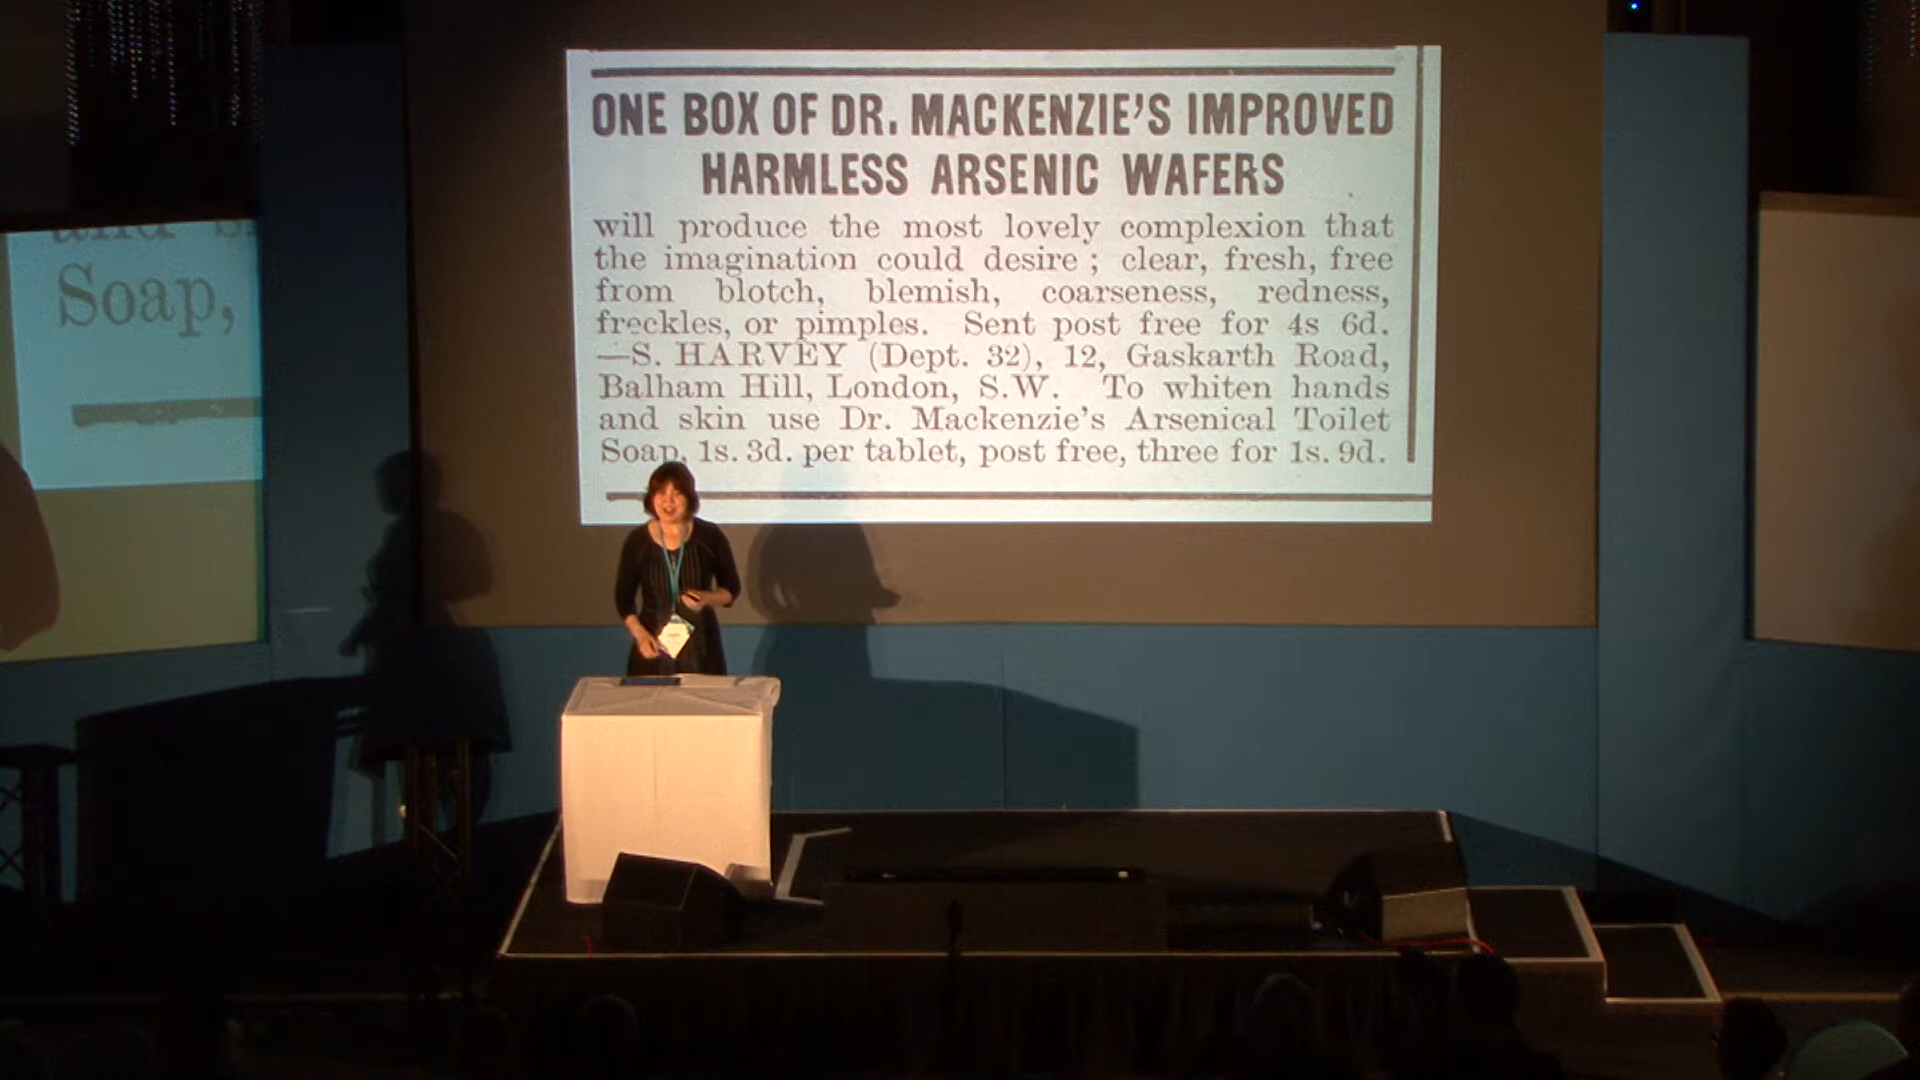 ONE BOX OF DR. MACKENZIE'S IMPROVED
HARMLESS ARSENIC WAFERS
will produce the most lovely complexion that
the imagination could desire ; clear, fresh, free
from blotch, blemish, coarseness, redness,
freckles, or pimples. Sent post free for 4s 6d.
—S. HARVEY (Dept. 32), 12, Gaskarth Road,
Balham Hill, London, S.W. To whiten hands
and skin use Dr. Mackenzie's Arsenical Toilet
Soap, 1s. 3d. per tablet, post free, three for 1s. 9d.
Soap,